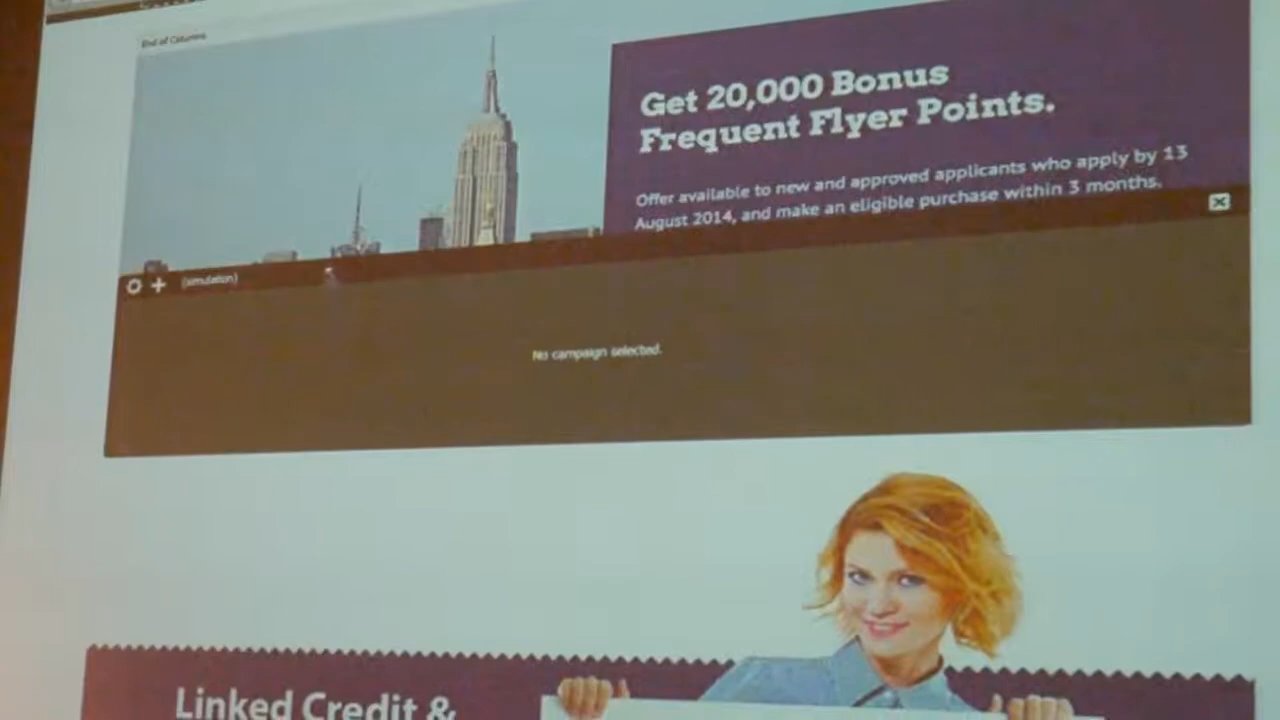 End of Columns
Get 20,000 Bonus
Frequent Flyer Points.
Offer available to new and approved applicants who apply by 13
August 2014, and make an eligible purchase within 3 months.
(simulation)
No campaign selected.
Linked Credit &